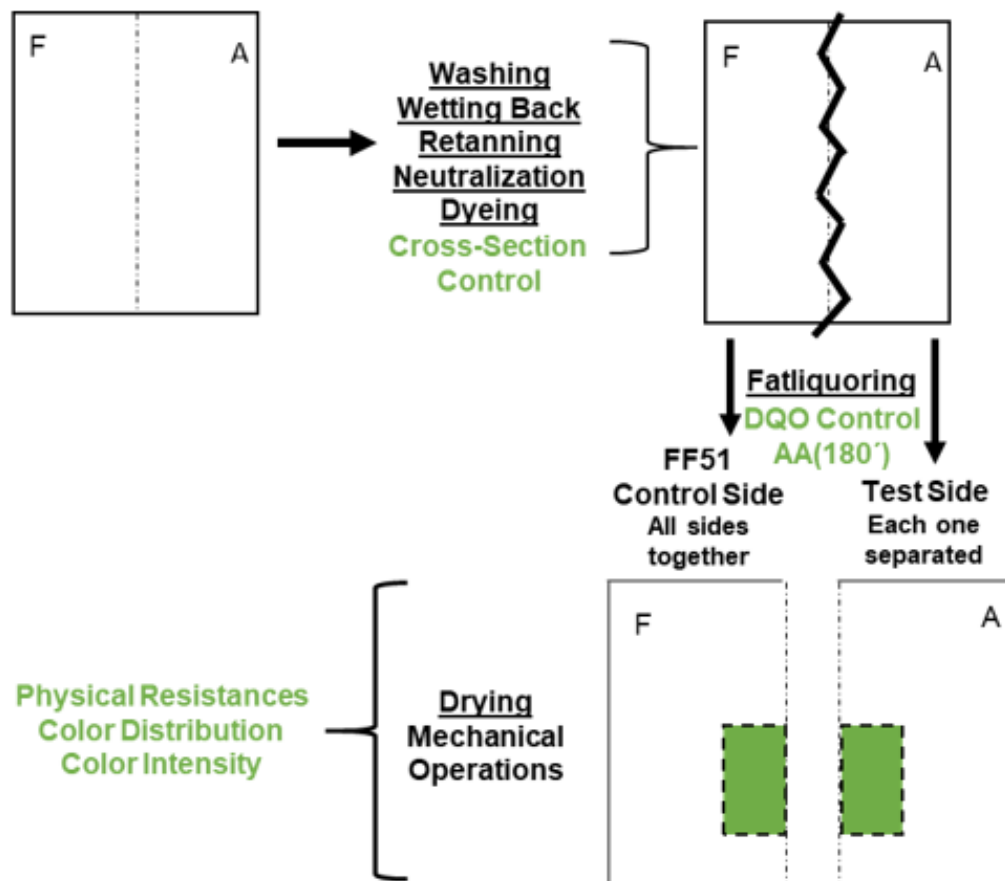 F
A
Washing
Wetting Back
Retanning
Neutralization
Dyeing
Cross-Section
Control
F
A
Fatliquoring
DQO Control
AA(180´)
FF51
Control Side
All sides
together
Test Side
Each one
separated
F
A
Drying
Mechanical
Operations
Physical Resistances
Color Distribution
Color Intensity